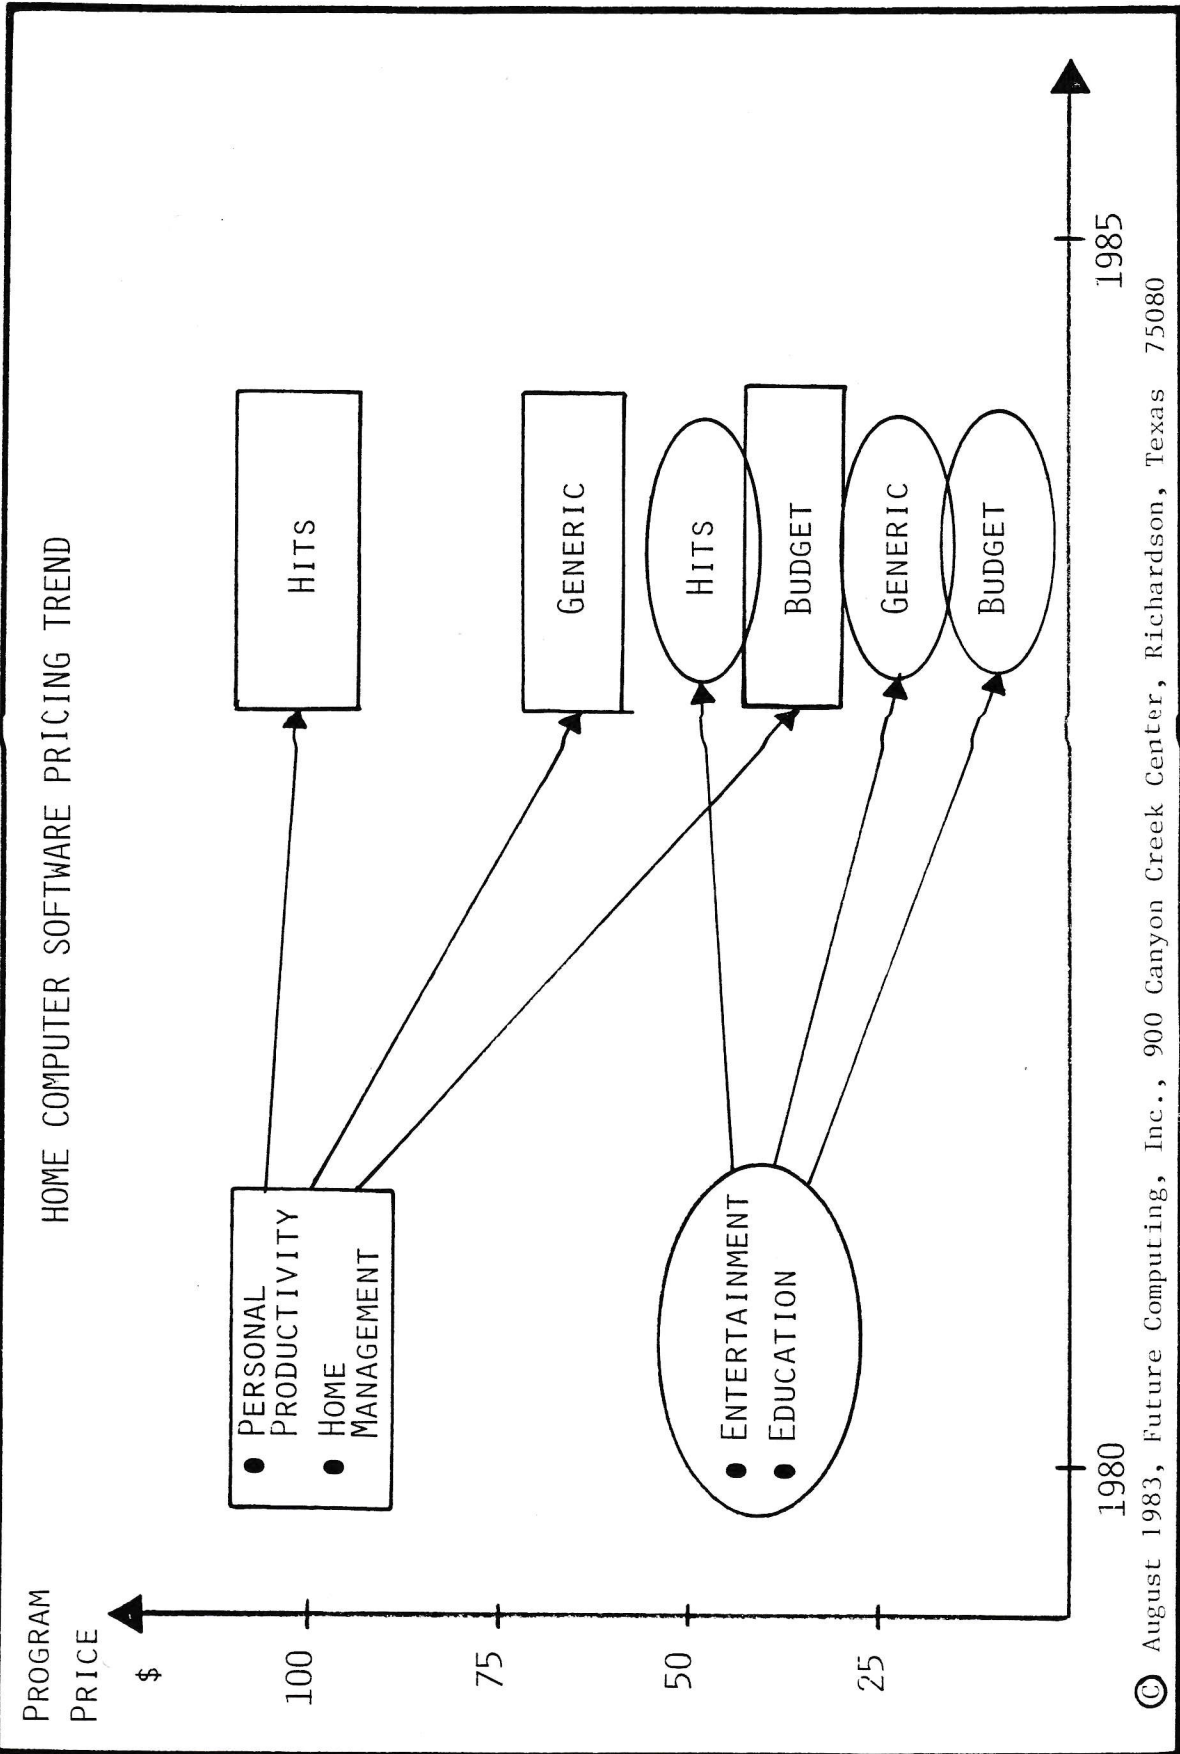 HOME COMPUTER SOFTWARE PRICING TREND
PROGRAM
PRICE
$
100
75
50
25
● PERSONAL
PRODUCTIVITY
● HOME
MANAGEMENT
● ENTERTAINMENT
● EDUCATION
HITS
GENERIC
HITS
BUDGET
GENERIC
BUDGET
1980
1985
© August 1983, Future Computing, Inc., 900 Canyon Creek Center, Richardson, Texas 75080